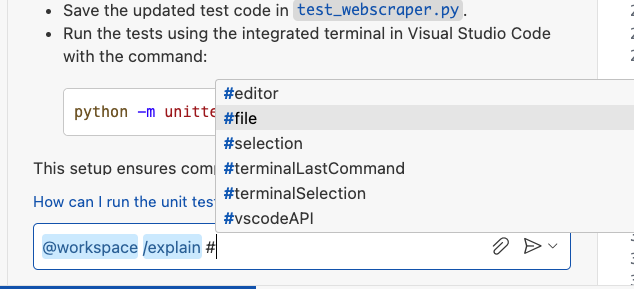 Save the updated test code in test_webscraper.py.
Run the tests using the integrated terminal in Visual Studio Code
with the command:
python -m unitte
#editor
#file
#selection
#terminalLastCommand
#terminalSelection
#vscodeAPI
This setup ensures com
How can I run the unit test
@workspace /explain #